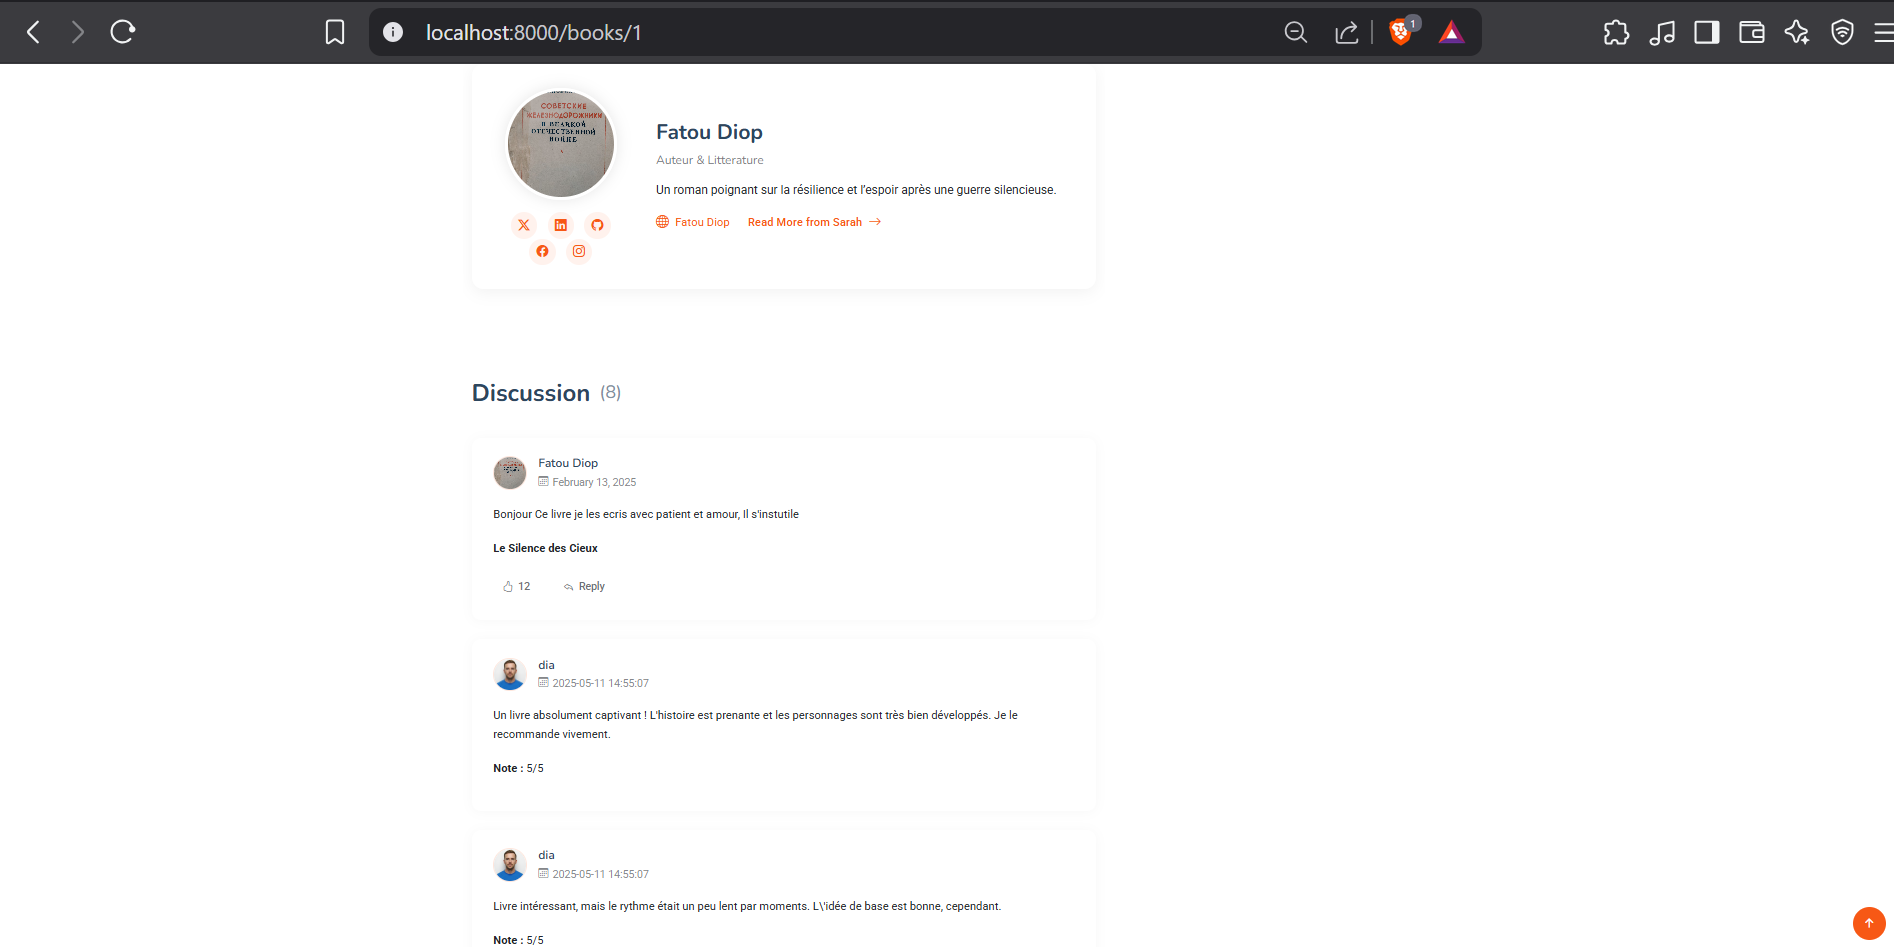 localhost:8000/books/1
1
СОВЕТСКИЕ
ЖЕЛЕЗНОДОРОЖНИКИ
В ВЕЛИКОЙ
ОТЕЧЕСТВЕННОЙ
ВОЙНЕ
Fatou Diop
Auteur & Litterature
Un roman poignant sur la résilience et l'espoir après une guerre silencieuse.
Fatou Diop Read More from Sarah →
Discussion (8)
Fatou Diop
February 13, 2025
Bonjour Ce livre je les ecris avec patient et amour, Il s'instutile
Le Silence des Cieux
12 Reply
dia
2025-05-11 14:55:07
Un livre absolument captivant ! L'histoire est prenante et les personnages sont très bien développés. Je le
recommande vivement.
Note : 5/5
dia
2025-05-11 14:55:07
Livre intéressant, mais le rythme était un peu lent par moments. L\'idée de base est bonne, cependant.
Note : 5/5